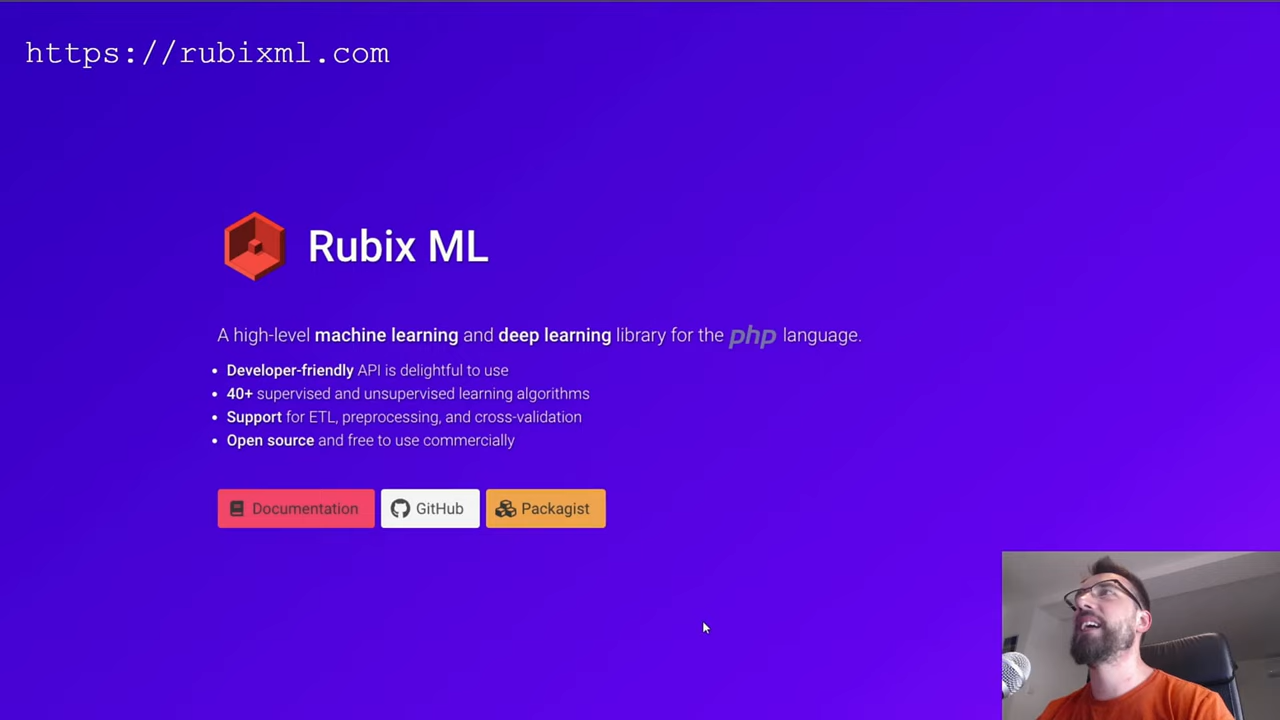 https://rubixml.com
Rubix ML
A high-level machine learning and deep learning library for the php language.
• Developer-friendly API is delightful to use
• 40+ supervised and unsupervised learning algorithms
• Support for ETL, preprocessing, and cross-validation
• Open source and free to use commercially
Documentation GitHub Packagist